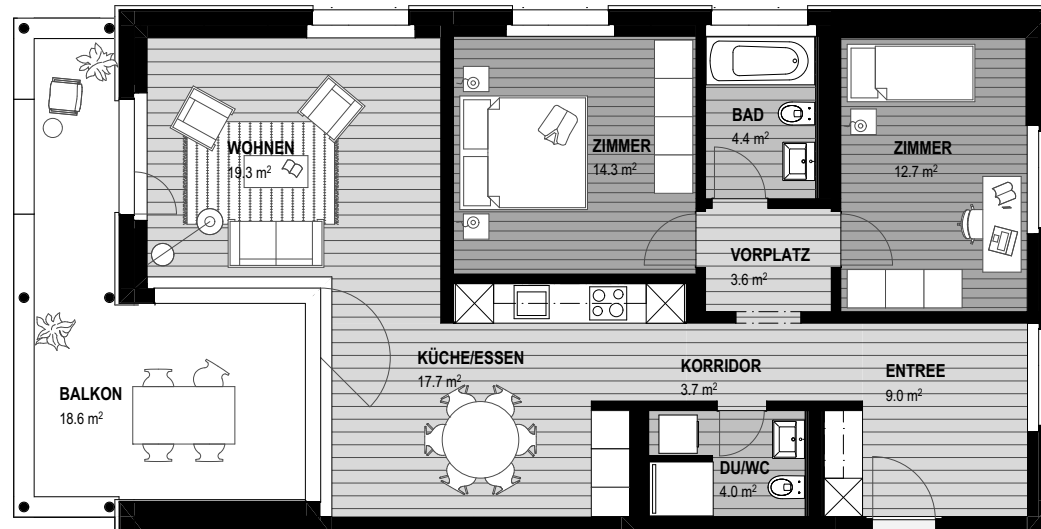 WOHNEN
19.3 m²
ZIMMER
14.3 m²
BAD
4.4 m²
ZIMMER
12.7 m²
VORPLATZ
3.6 m²
BALKON
18.6 m²
KÜCHE/ESSEN
17.7 m²
KORRIDOR
3.7 m²
ENTREE
9.0 m²
DU/WC
4.0 m²